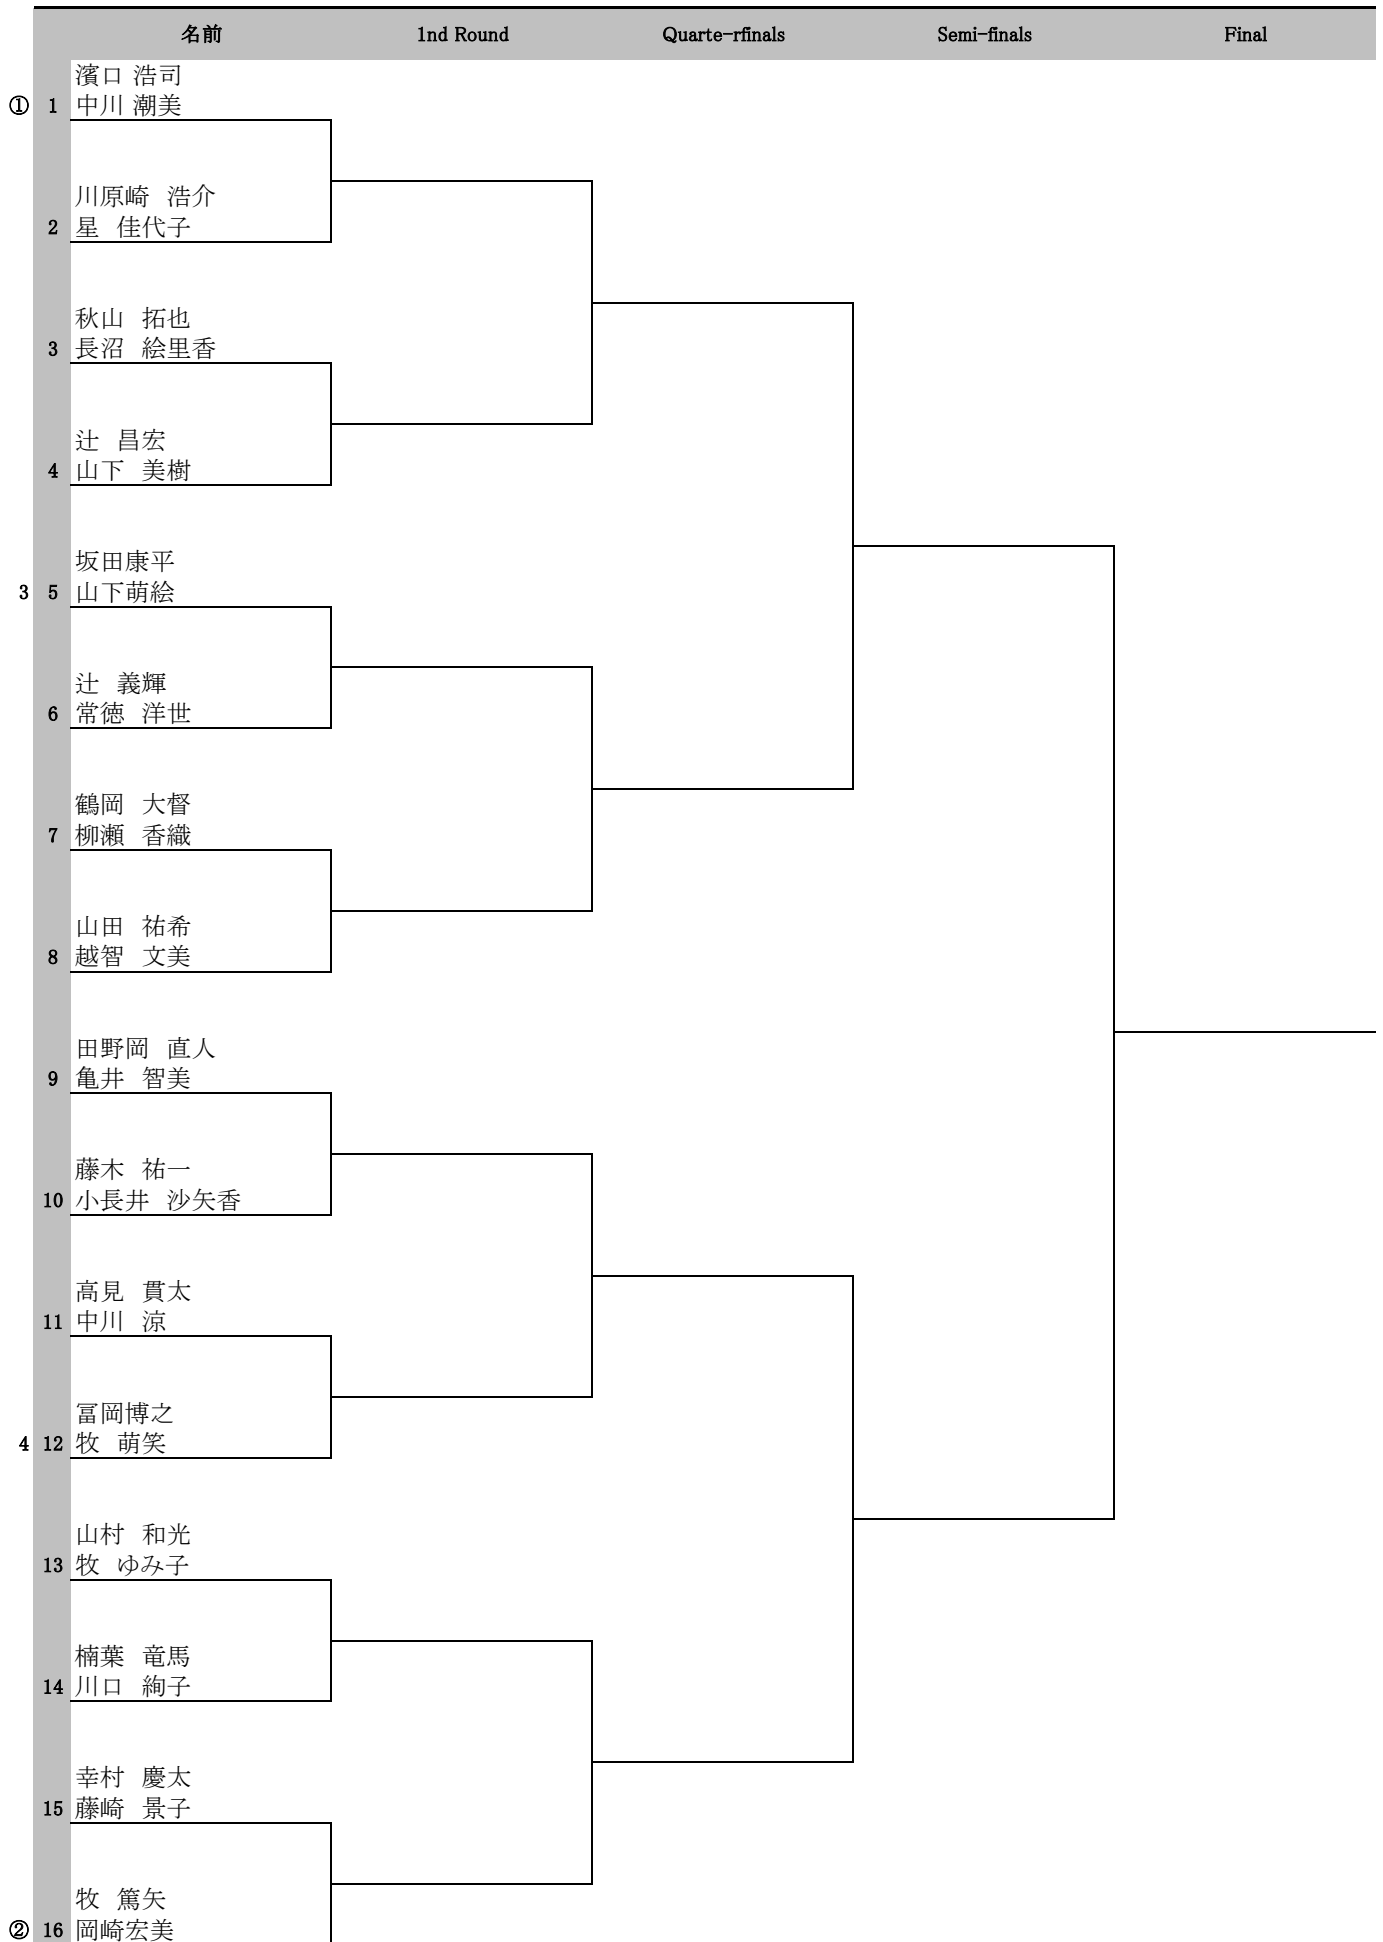 名前 1nd Round Quarte-rfinals Semi-finals Final
濱口 浩司
① 1 中川 潮美
川原崎 浩介
2 星 佳代子
秋山 拓也
3 長沼 絵里香
辻 昌宏
4 山下 美樹
坂田康平
3 5 山下萌絵
辻 義輝
6 常徳 洋世
鶴岡 大督
7 柳瀬 香織
山田 祐希
8 越智 文美
田野岡 直人
9 亀井 智美
藤木 祐一
10 小長井 沙矢香
高見 貫太
11 中川 涼
冨岡博之
4 12 牧 萌笑
山村 和光
13 牧 ゆみ子
楠葉 竜馬
14 川口 絢子
幸村 慶太
15 藤崎 景子
牧 篤矢
② 16 岡崎宏美